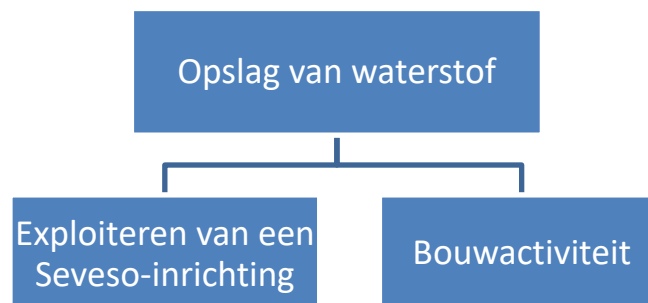 Opslag van waterstof
Exploiteren van een
Seveso-inrichting
Bouwactiviteit